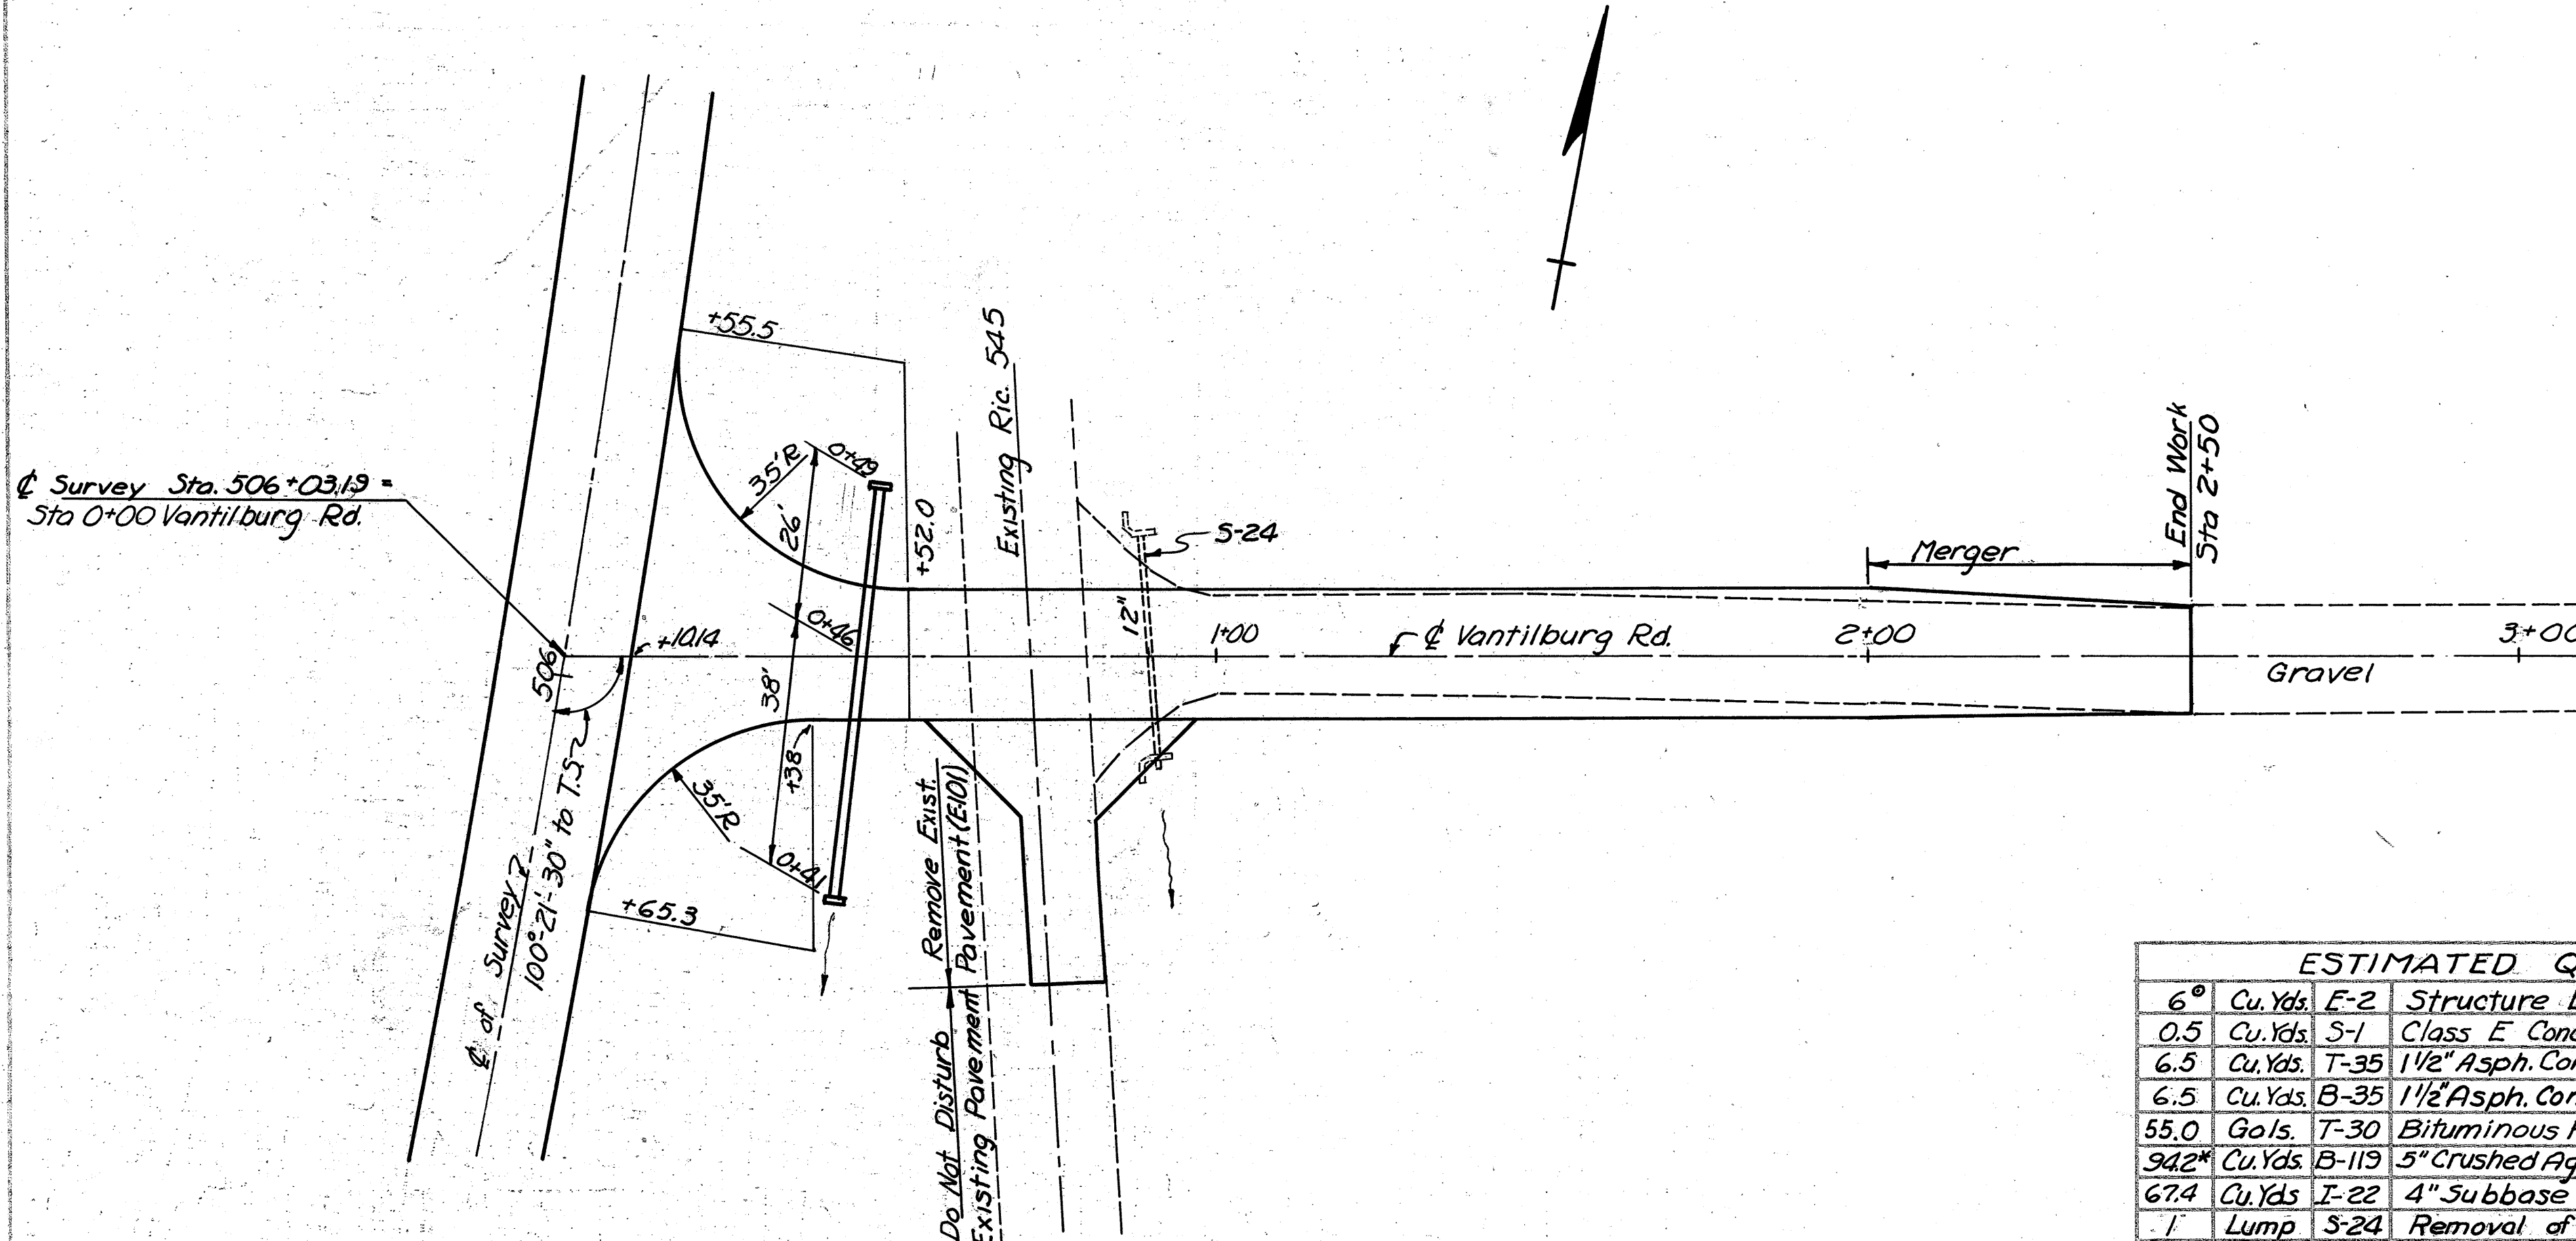 +55.5
Existing Ric. 545
35'R
0+49
26'
℄ Survey Sta. 506+03.19 =
Sta 0+00 Vantilburg Rd.
+52.0
S-24
12"
Merger
End Work
Sta 2+50
506
+10.14
0+46
1+00
℄ Vantilburg Rd.
2+00
3+00
Gravel
38'
+38
35'R
0+41
+65.3
℄ of Survey
100°-21'-30" to T.S.
Remove Exist.
Pavement (E-101)
Do Not Disturb
Existing Pavement
ESTIMATED Q
6 Cu. Yds. E-2 Structure
0.5 Cu. Yds. S-1 Class E Conc
6.5 Cu. Yds. T-35 1 1/2" Asph. Con
6.5 Cu. Yds. B-35 1 1/2" Asph. Con
55.0 Gals. T-30 Bituminous
94.2* Cu. Yds. B-119 5" Crushed Ag
67.4 Cu. Yds I-22 4" Subbase
1 Lump S-24 Removal of